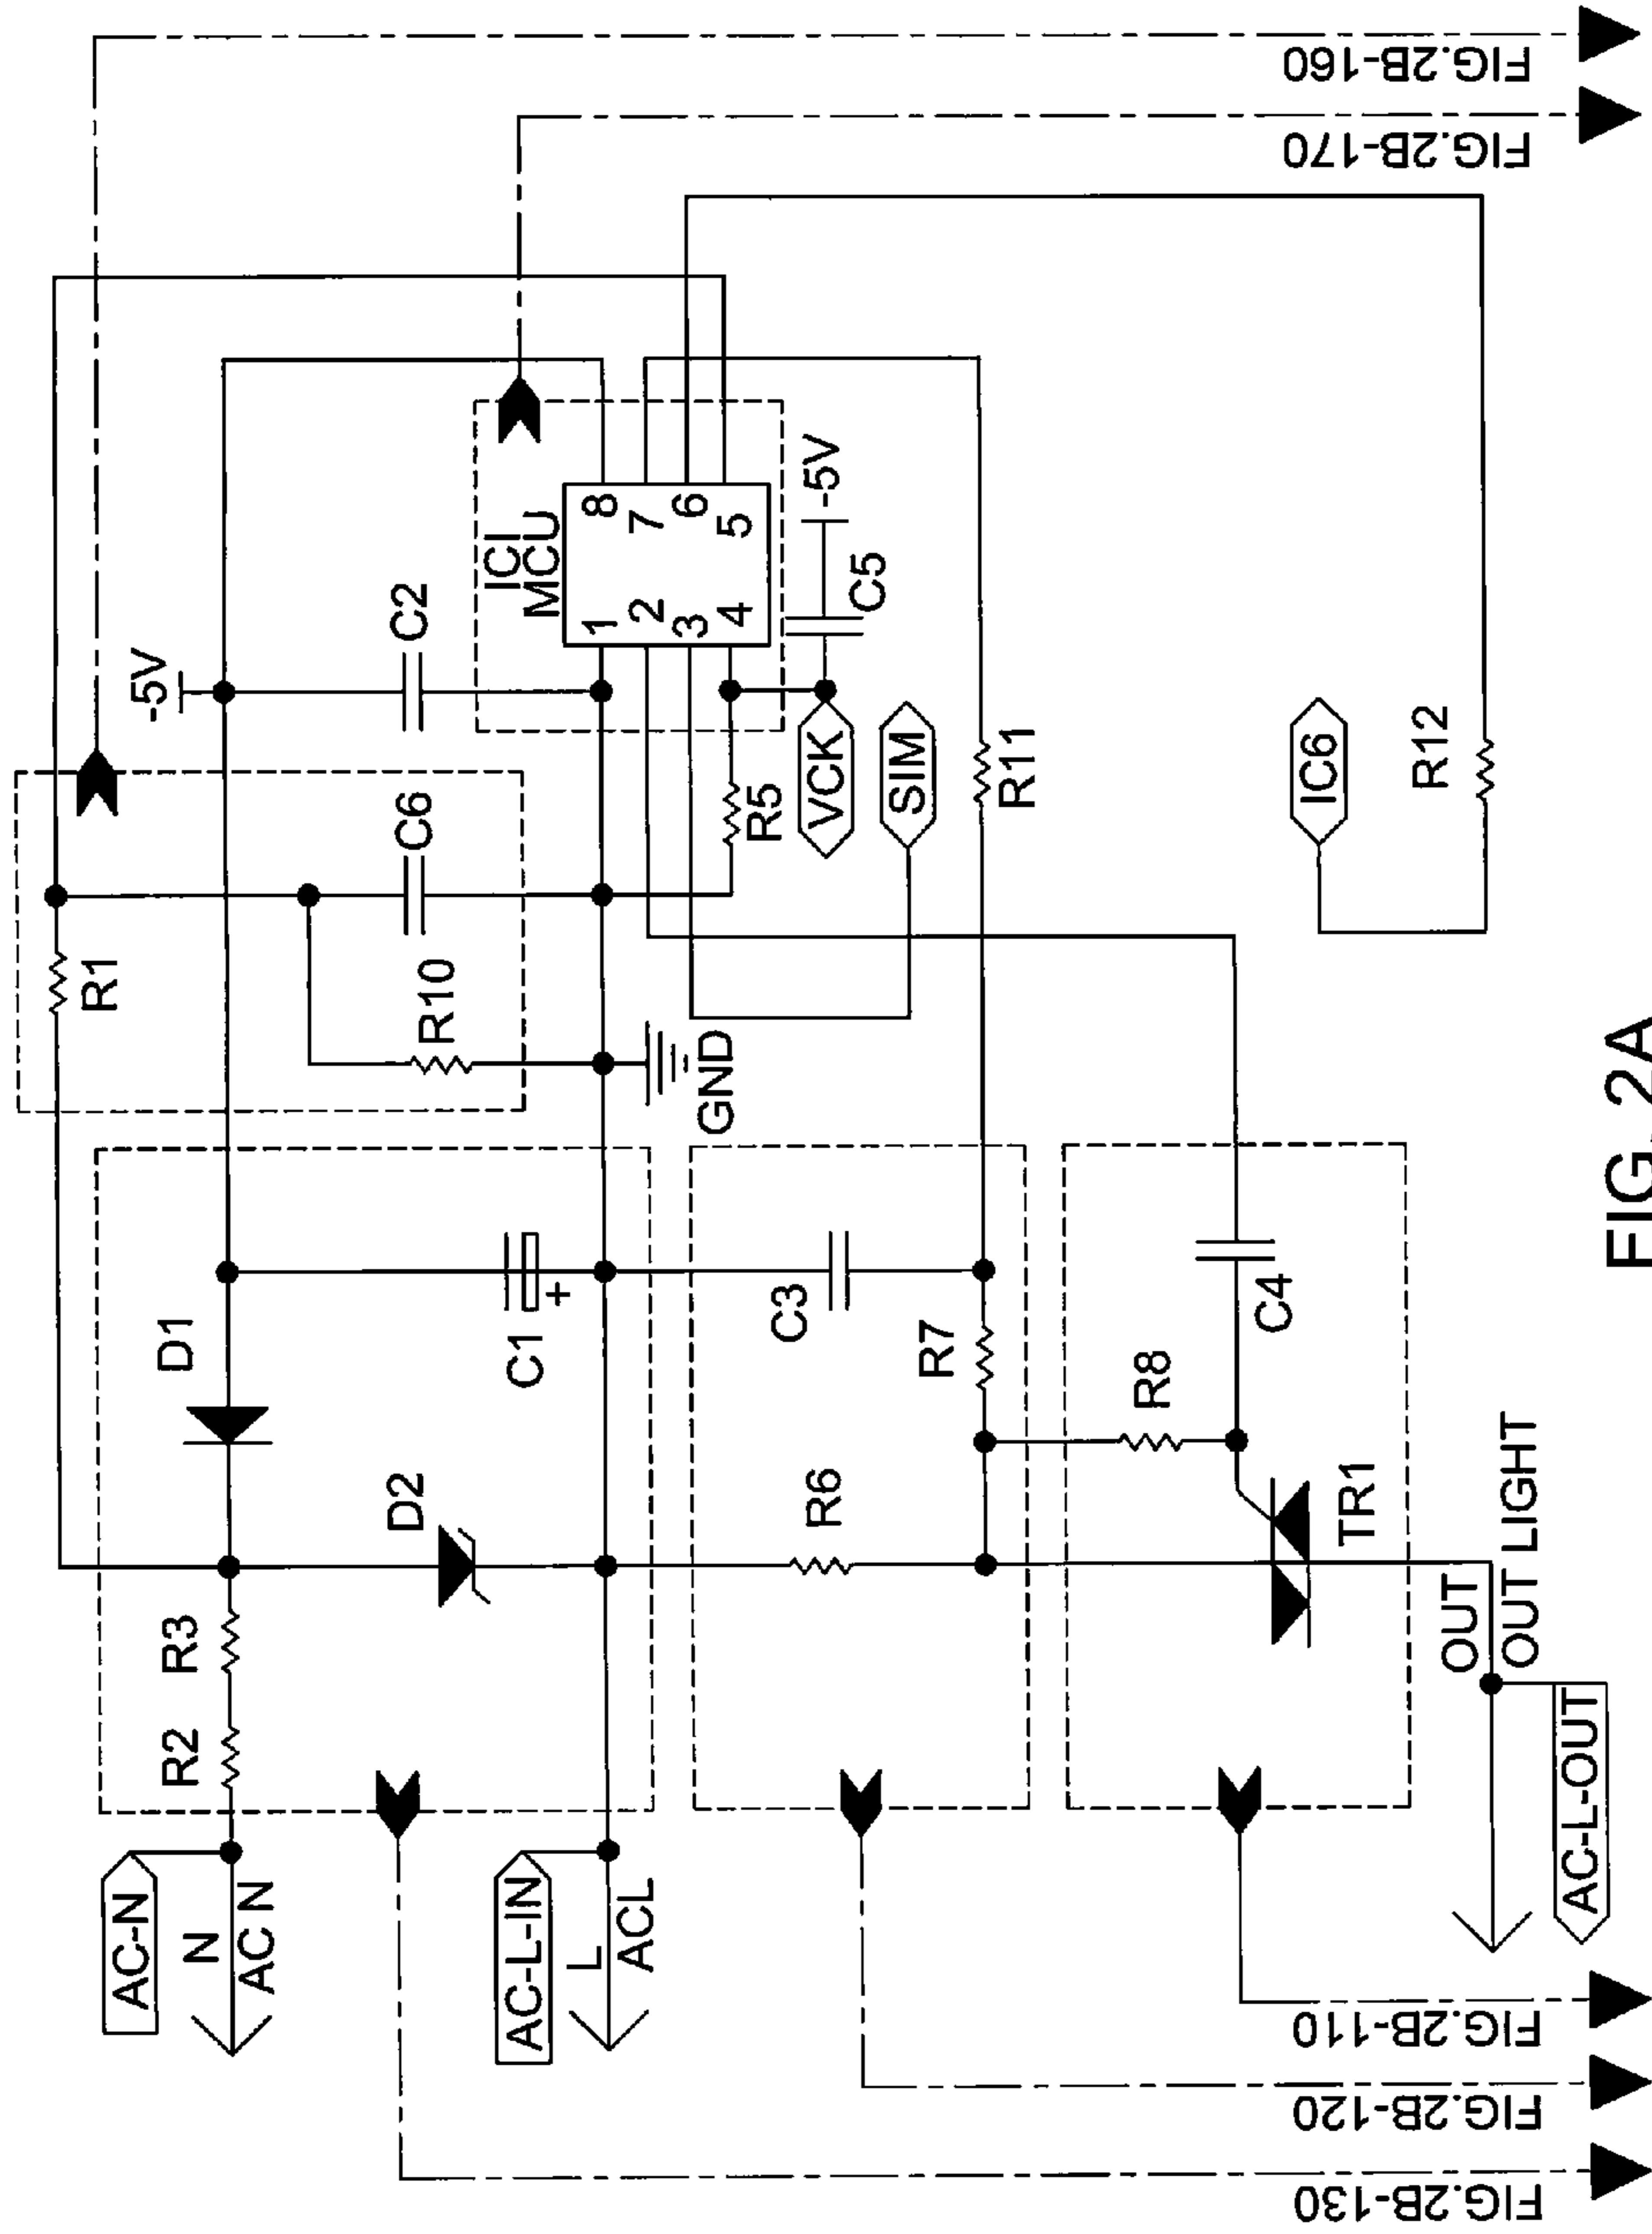 AC-N
N
AC N
R2
R3
D1
-5V
R1
C6
C2
R10
D2
C1
+
AC-L-IN
L
ACL
GND
ICI
MCU
1
2
3
4
8
7
6
5
R5
-5V
C5
VCK
SIM
R6
C3
R7
R11
R8
C4
TR1
IC6
R12
OUT
OUT LIGHT
AC-L-OUT
FIG.2B-130
FIG.2B-120
FIG.2B-110
FIG.2B-170
FIG.2B-160
FIG. 2A